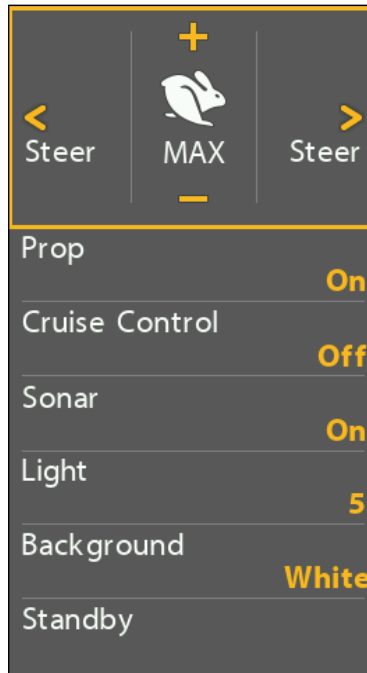 +
< MAX >
Steer Steer
−
Prop
On
Cruise Control
Off
Sonar
On
Light
5
Background
White
Standby